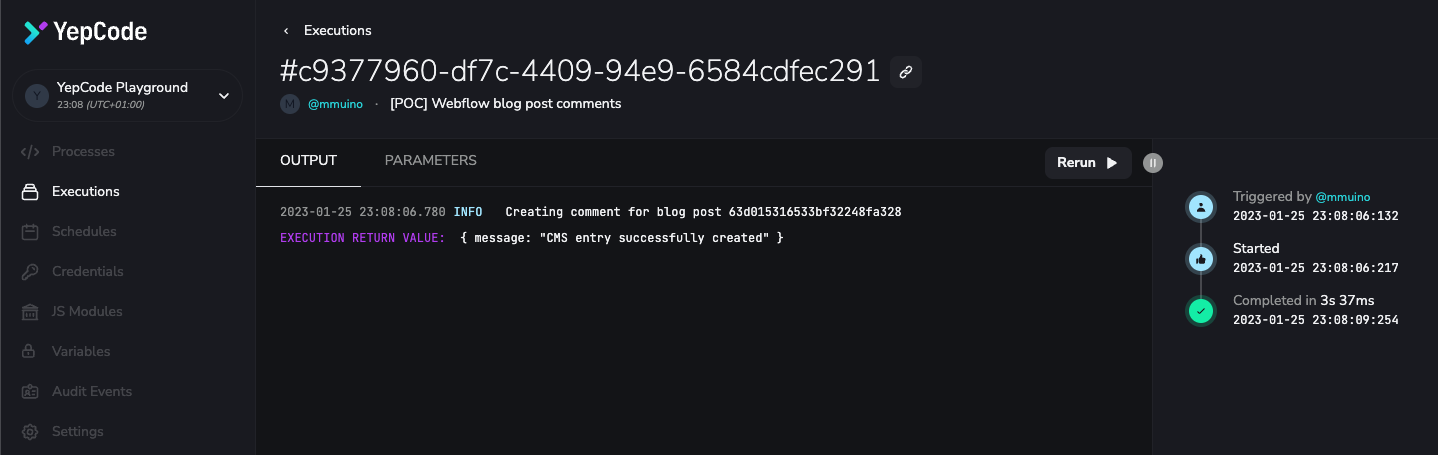 YepCode
Y
YepCode Playground
23:08 (UTC+01:00)
Processes
Executions
Schedules
Credentials
JS Modules
Variables
Audit Events
Settings
Executions
#c9377960-df7c-4409-94e9-6584cdfec291
M @mmuino · [POC] Webflow blog post comments
OUTPUT PARAMETERS Rerun
2023-01-25 23:08:06.780 INFO Creating comment for blog post 63d015316533bf32248fa328
EXECUTION RETURN VALUE: { message: "CMS entry successfully created" }
Triggered by @mmuino
2023-01-25 23:08:06:132
Started
2023-01-25 23:08:06:217
Completed in 3s 37ms
2023-01-25 23:08:09:254